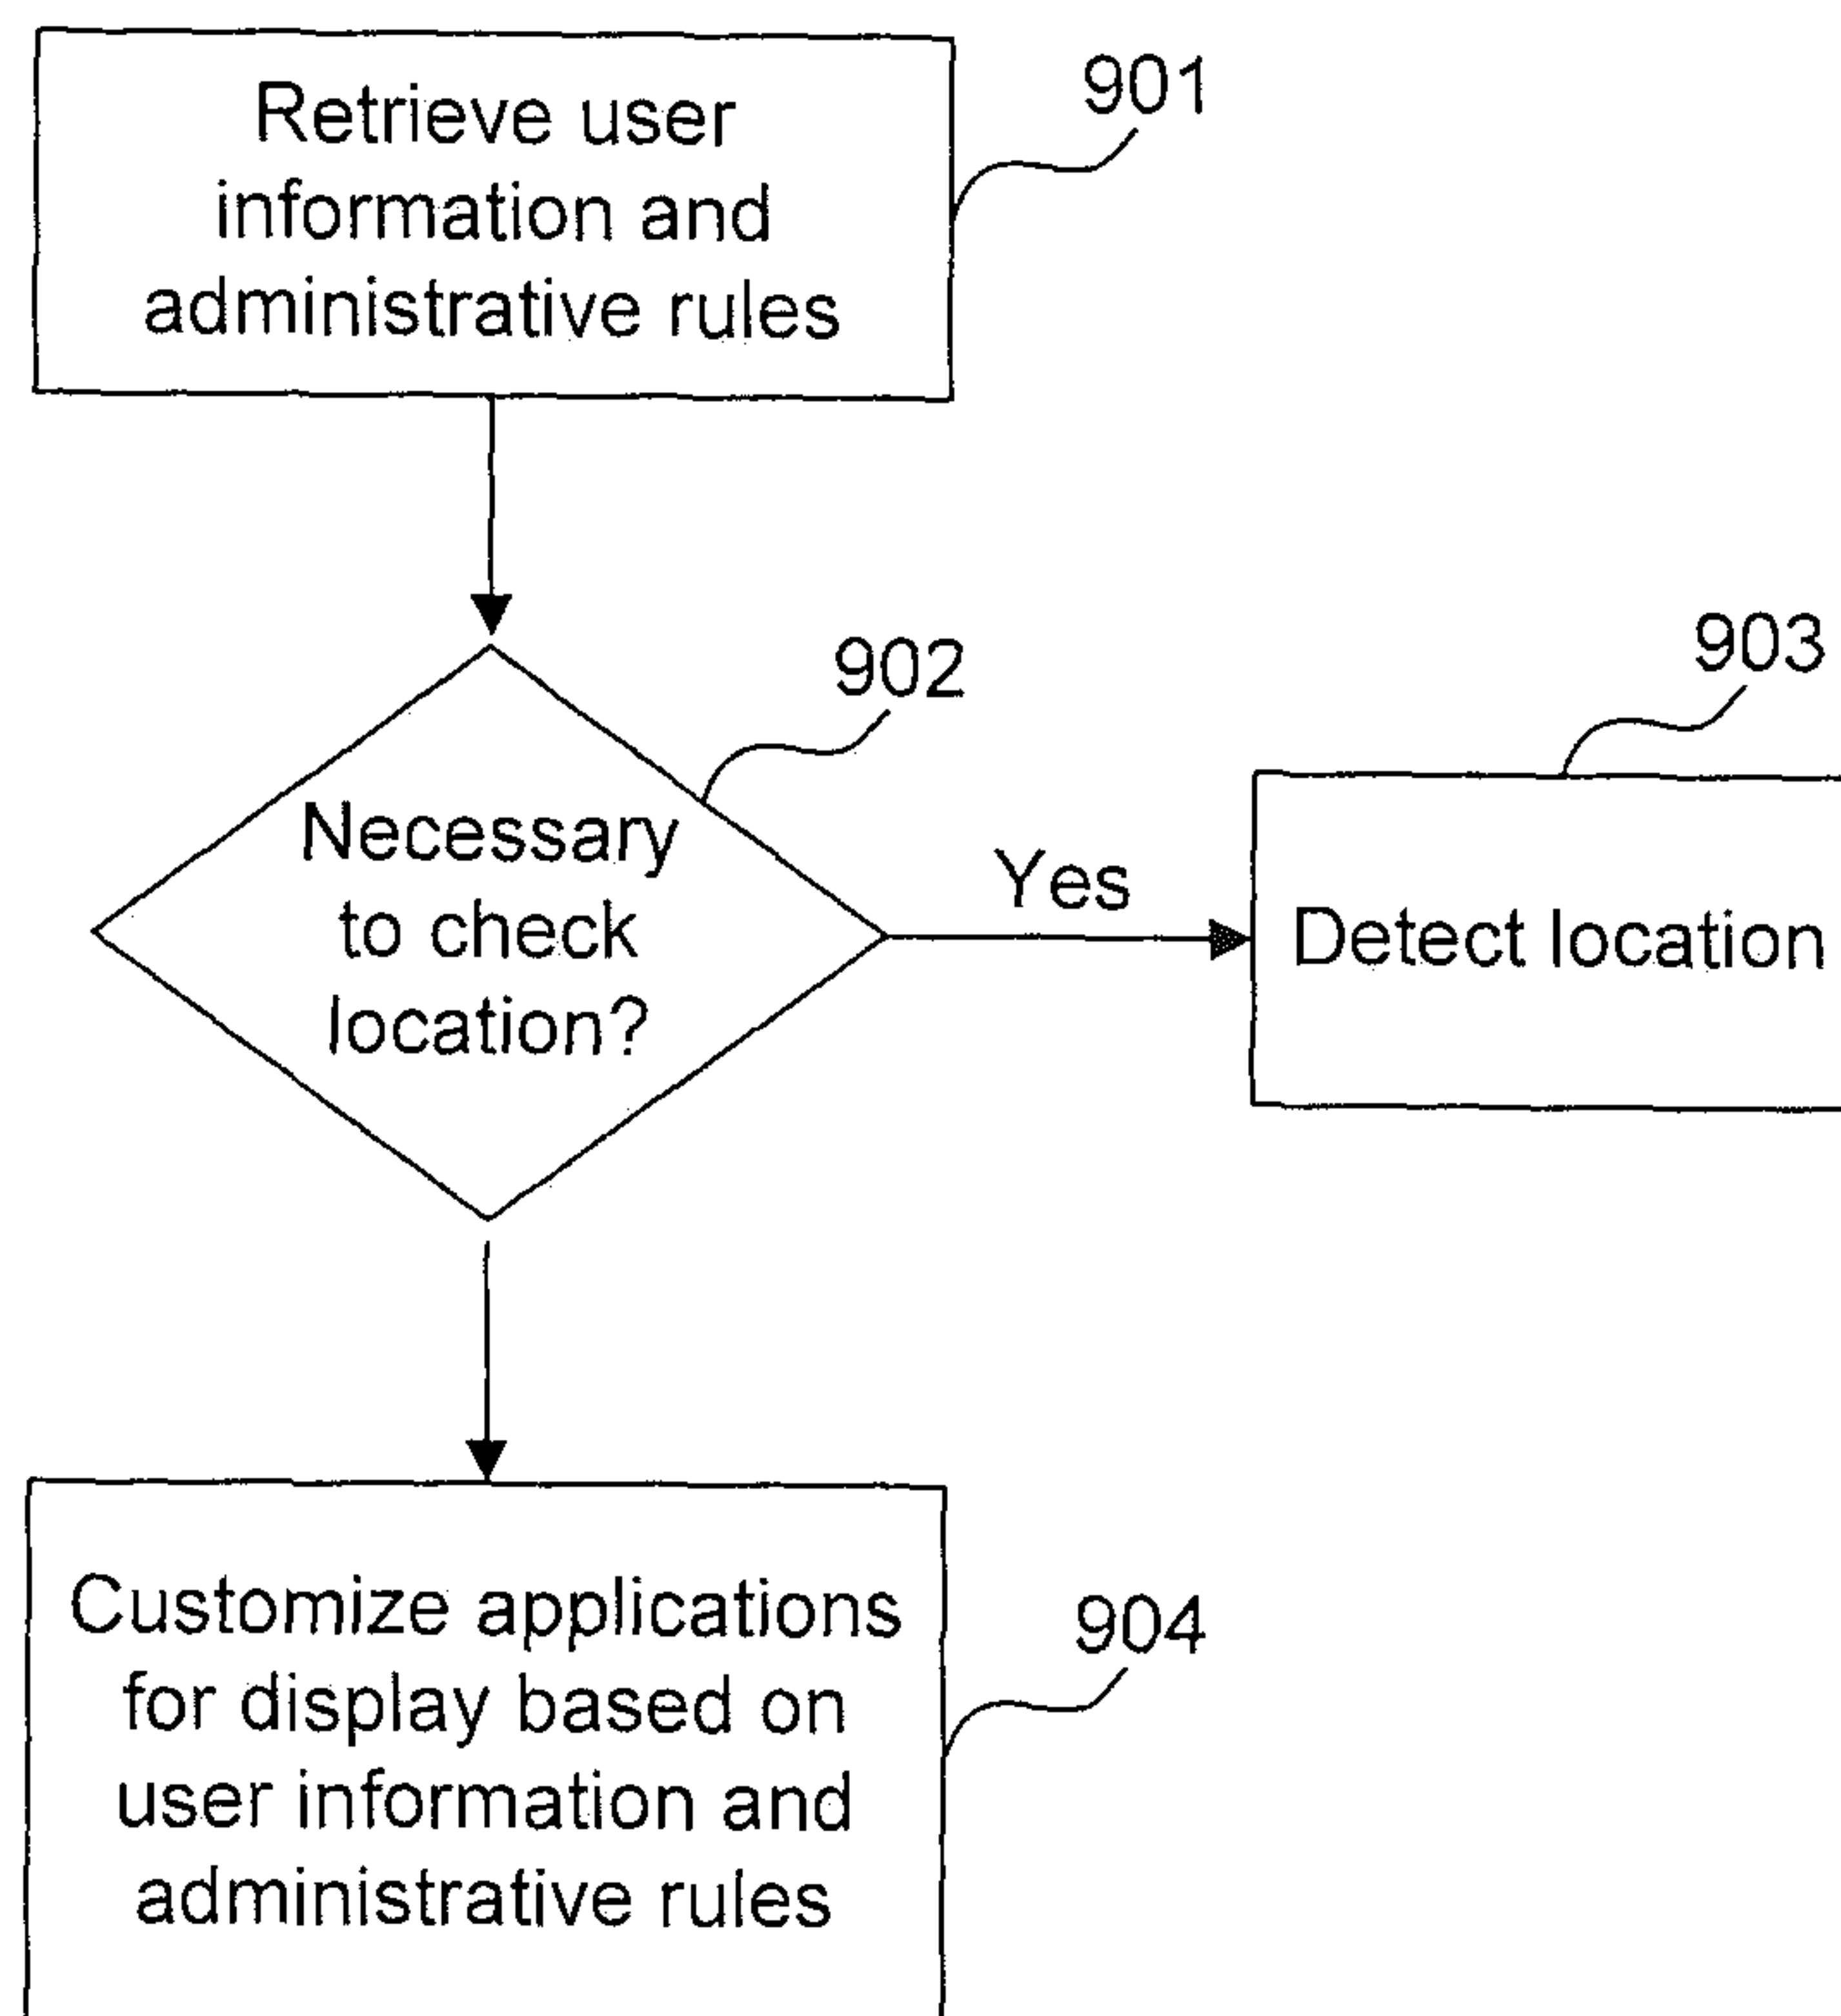 Retrieve user
information and
administrative rules
901
902
Necessary
to check
location?
Yes
903
Detect location
Customize applications
for display based on
user information and
administrative rules
904